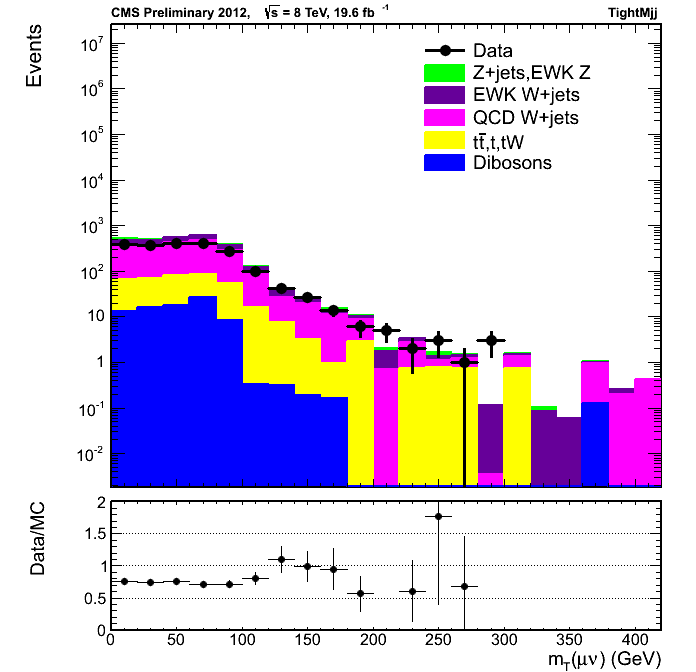 CMS Preliminary 2012, √s = 8 TeV, 19.6 fb⁻¹ TightMjj
Events
10⁷
10⁶
10⁵
10⁴
10³
10²
10
1
10⁻¹
10⁻²
Data
Z+jets,EWK Z
EWK W+jets
QCD W+jets
tt̄,t,tW
Dibosons
Data/MC
2
1.5
1
0.5
0
0 50 100 150 200 250 300 350 400
m_T(μν) (GeV)